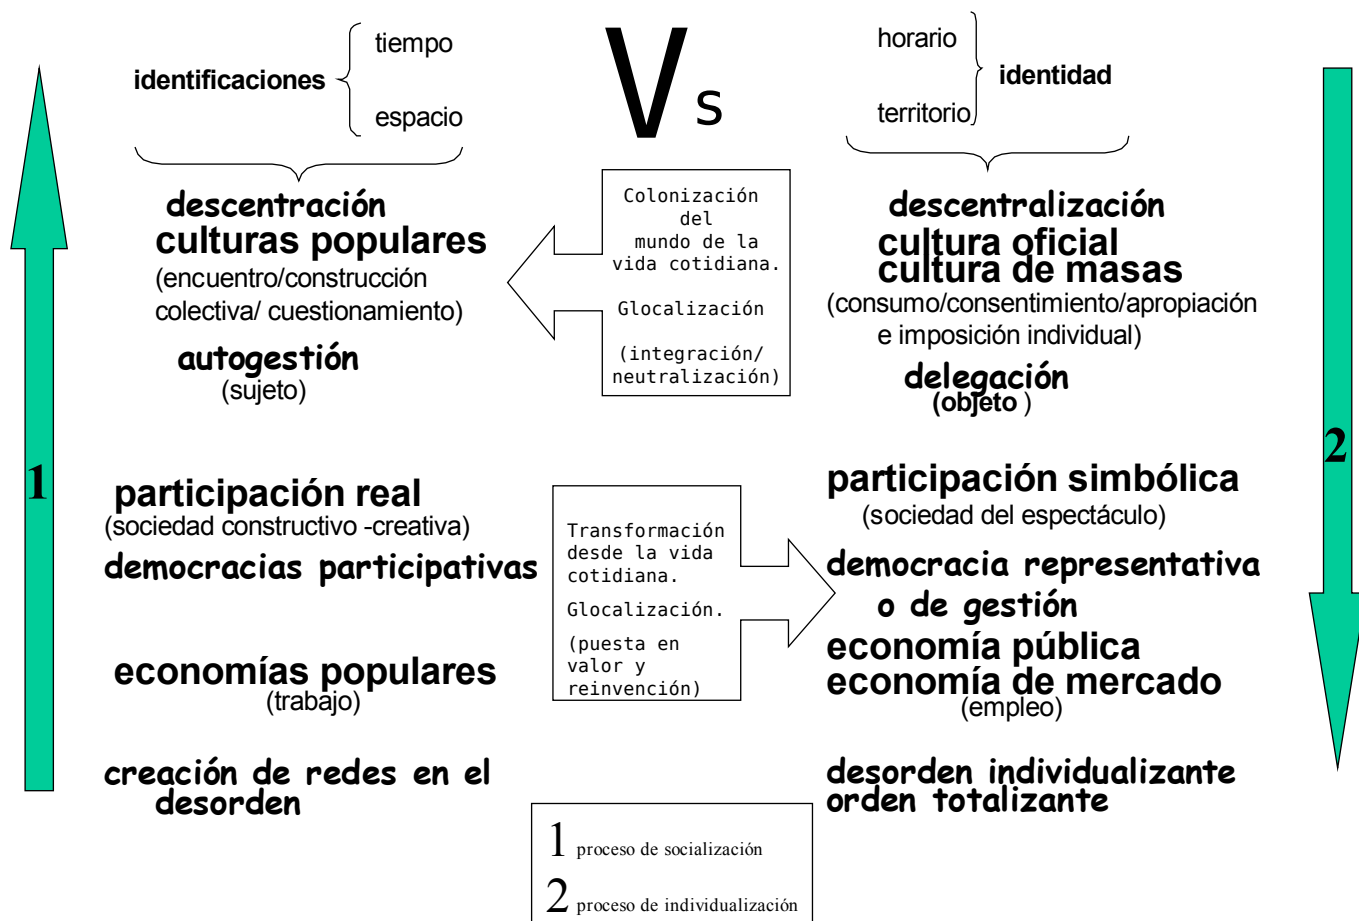 identificaciones
tiempo
espacio
Vs
horario
territorio
identidad
descentración
culturas populares
(encuentro/construcción
colectiva/ cuestionamiento)
autogestión
(sujeto)
Colonización
del
mundo de la
vida cotidiana.
Glocalización
(integración/
neutralización)
descentralización
cultura oficial
cultura de masas
(consumo/consentimiento/apropiación
e imposición individual)
delegación
(objeto )
1
2
participación real
(sociedad constructivo -creativa)
democracias participativas
economías populares
(trabajo)
creación de redes en el
desorden
Transformación
desde la vida
cotidiana.
Glocalización.
(puesta en
valor y
reinvención)
participación simbólica
(sociedad del espectáculo)
democracia representativa
o de gestión
economía pública
economía de mercado
(empleo)
desorden individualizante
orden totalizante
1 proceso de socialización
2 proceso de individualización